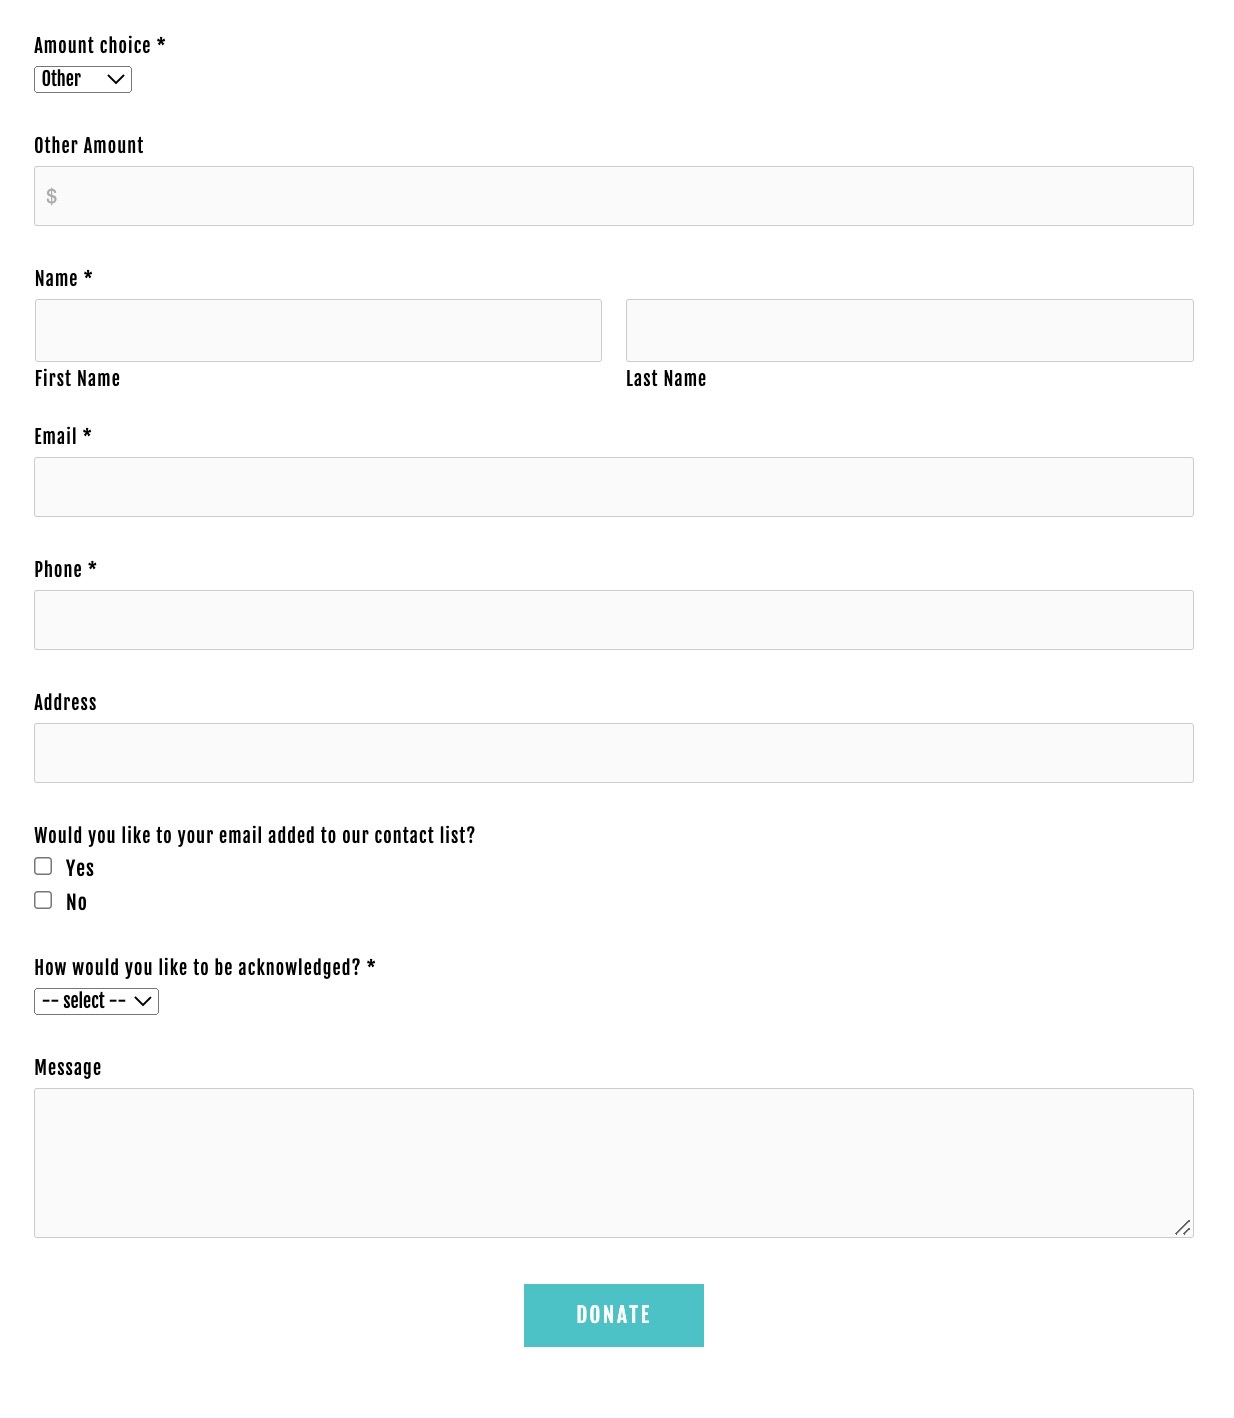 Amount choice *
Other
Other Amount
$
Name *
First Name Last Name
Email *
Phone *
Address
Would you like to your email added to our contact list?
Yes
No
How would you like to be acknowledged? *
-- select --
Message
DONATE